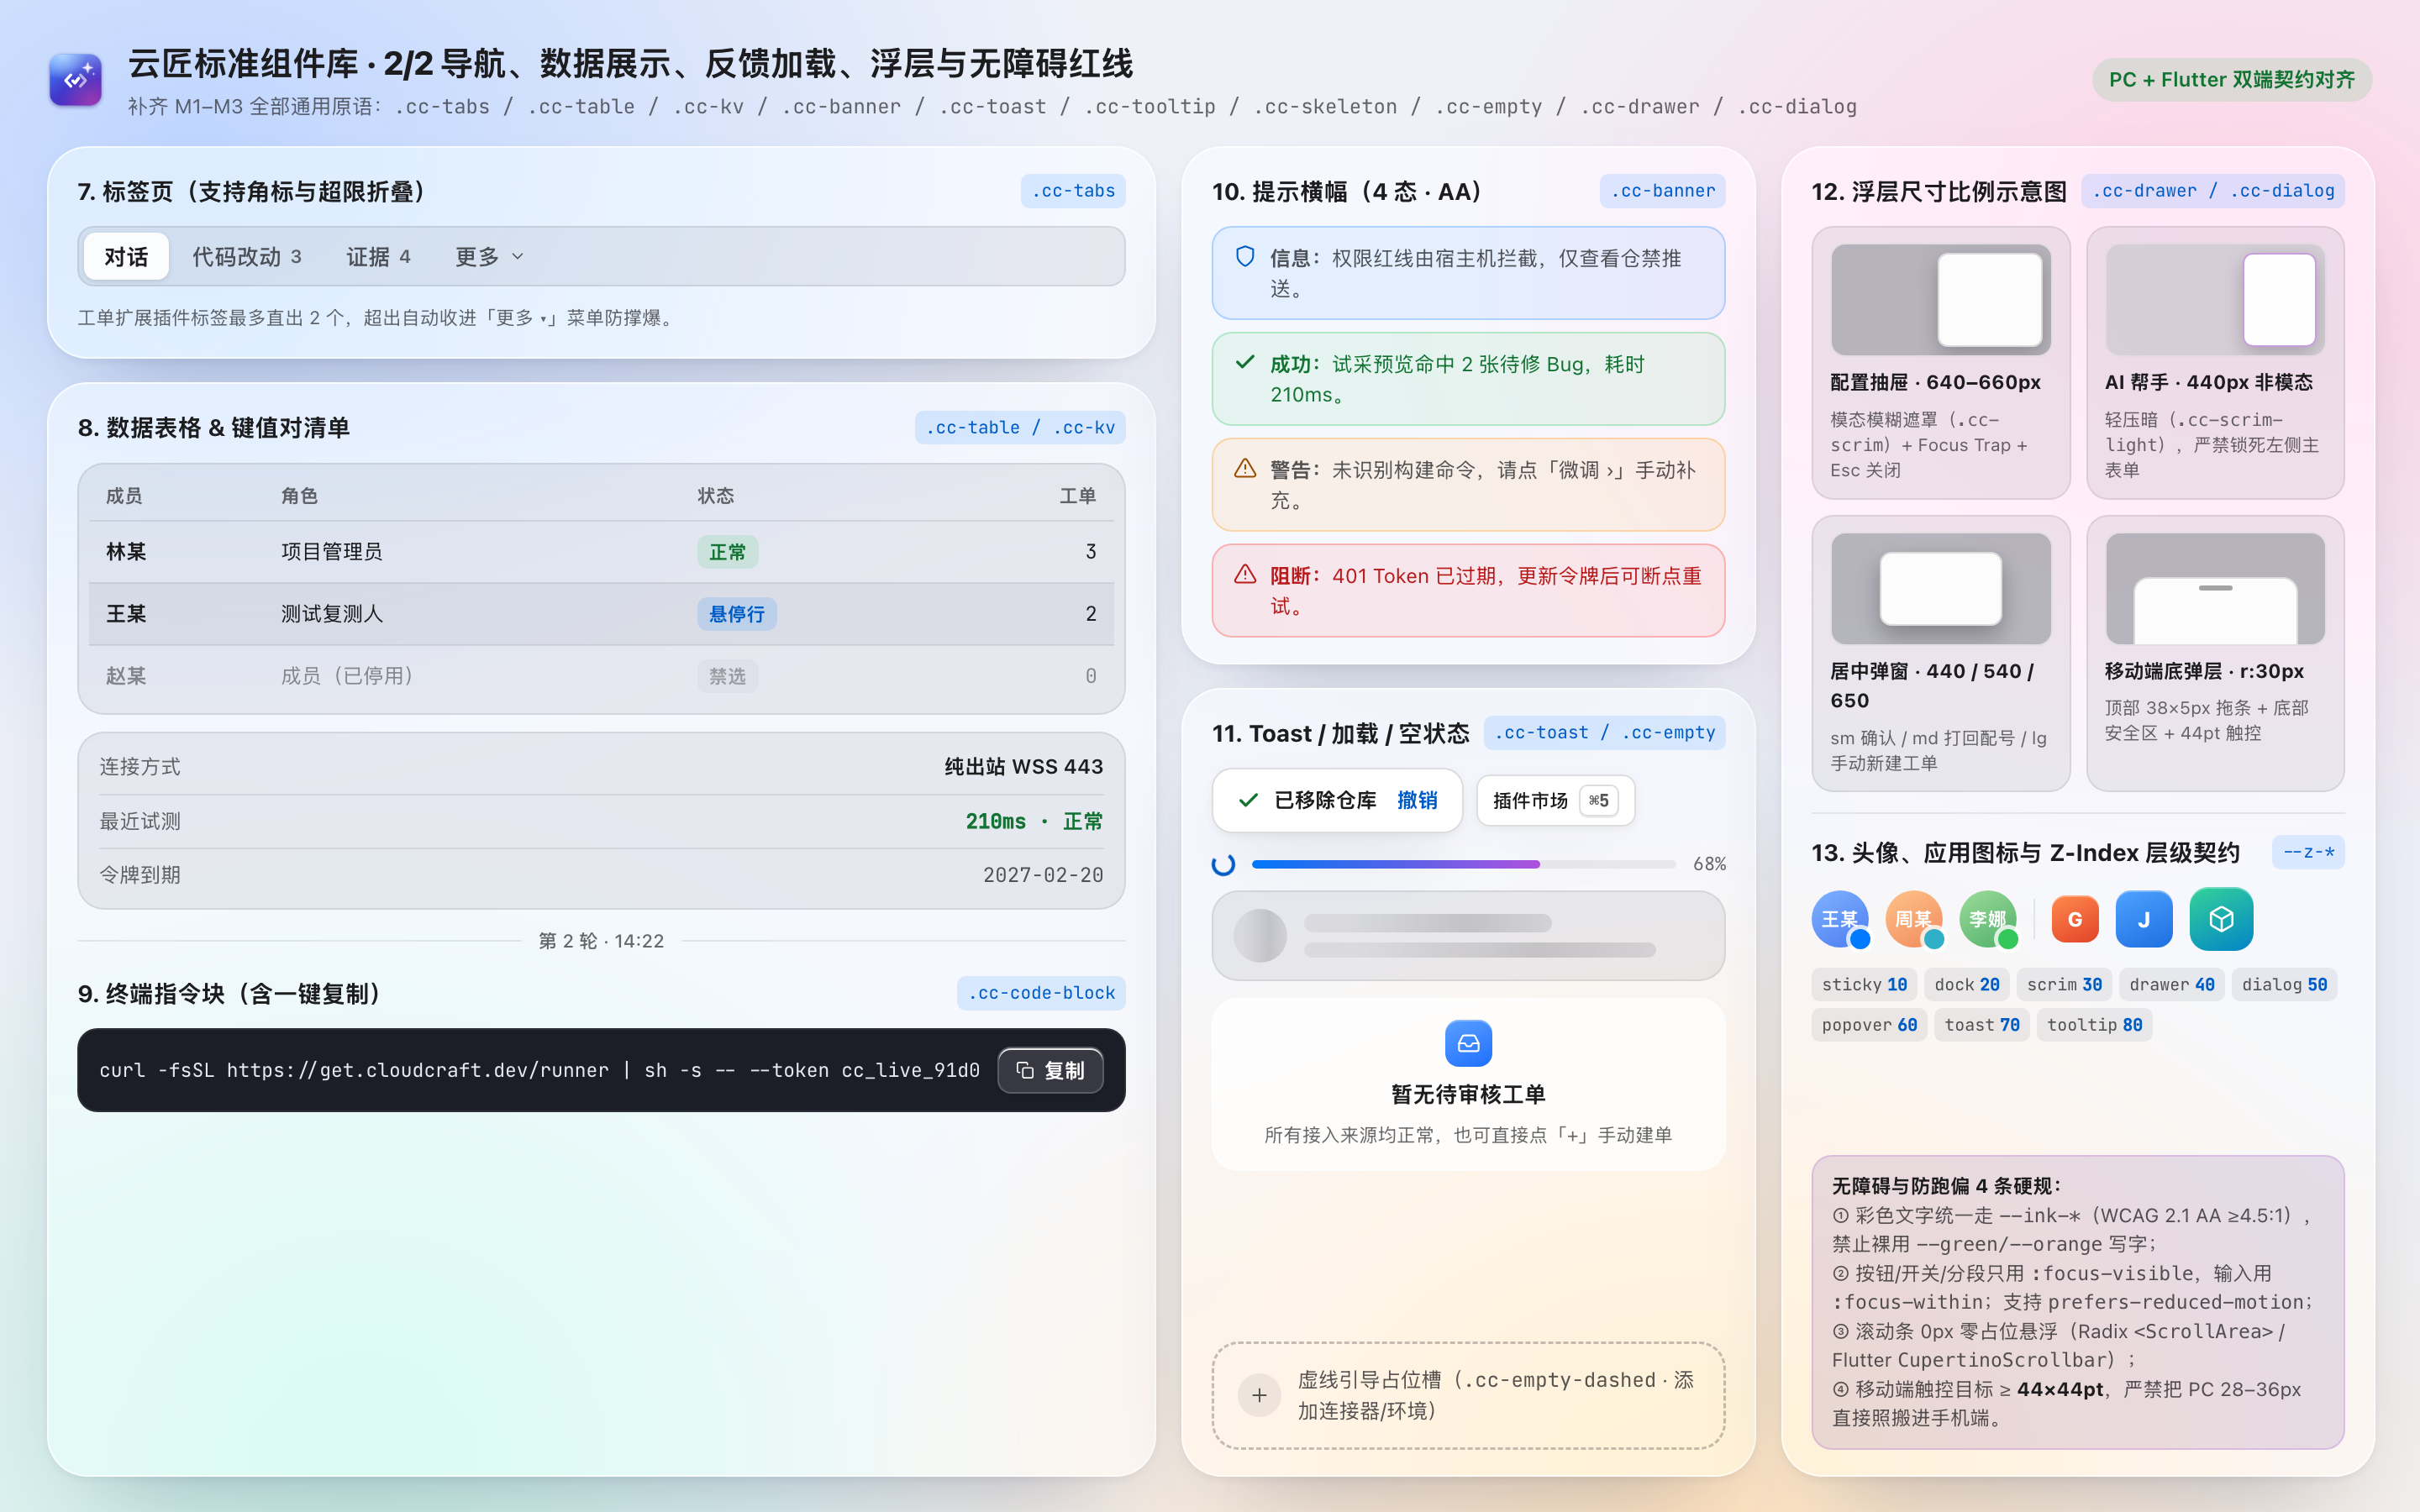 云匠标准组件库 · 2/2 导航、数据展示、反馈加载、浮层与无障碍红线
补齐 M1–M3 全部通用原语：.cc-tabs / .cc-table / .cc-kv / .cc-banner / .cc-toast / .cc-tooltip / .cc-skeleton / .cc-empty / .cc-drawer / .cc-dialog
PC + Flutter 双端契约对齐
7. 标签页（支持角标与超限折叠）
.cc-tabs
对话 代码改动 3 证据 4 更多
工单扩展插件标签最多直出 2 个，超出自动收进「更多 ▾」菜单防撑爆。
8. 数据表格 & 键值对清单
.cc-table / .cc-kv
成员 角色 状态 工单
林某 项目管理员 正常 3
王某 测试复测人 悬停行 2
赵某 成员（已停用） 禁选 0
连接方式 纯出站 WSS 443
最近试测 210ms · 正常
令牌到期 2027-02-20
第 2 轮 · 14:22
9. 终端指令块（含一键复制）
.cc-code-block
curl -fsSL https://get.cloudcraft.dev/runner | sh -s -- --token cc_live_91d0
复制
10. 提示横幅（4 态 · AA）
.cc-banner
信息：权限红线由宿主机拦截，仅查看仓禁推
送。
成功：试采预览命中 2 张待修 Bug，耗时
210ms。
警告：未识别构建命令，请点「微调 ›」手动补
充。
阻断：401 Token 已过期，更新令牌后可断点重
试。
11. Toast / 加载 / 空状态
.cc-toast / .cc-empty
已移除仓库 撤销
插件市场 ⌘5
68%
暂无待审核工单
所有接入来源均正常，也可直接点「+」手动建单
虚线引导占位槽（.cc-empty-dashed · 添
加连接器/环境）
12. 浮层尺寸比例示意图
.cc-drawer / .cc-dialog
配置抽屉 · 640–660px
模态模糊遮罩（.cc-
scrim）+ Focus Trap +
Esc 关闭
AI 帮手 · 440px 非模态
轻压暗（.cc-scrim-
light），严禁锁死左侧主
表单
居中弹窗 · 440 / 540 /
650
sm 确认 / md 打回配号 / lg
手动新建工单
移动端底弹层 · r:30px
顶部 38×5px 拖条 + 底部
安全区 + 44pt 触控
13. 头像、应用图标与 Z-Index 层级契约
--z-*
王某 周某 李娜 G J
sticky 10 dock 20 scrim 30 drawer 40 dialog 50
popover 60 toast 70 tooltip 80
无障碍与防跑偏 4 条硬规：
① 彩色文字统一走 --ink-*（WCAG 2.1 AA ≥4.5:1），
禁止裸用 --green/--orange 写字；
② 按钮/开关/分段只用 :focus-visible，输入用
:focus-within；支持 prefers-reduced-motion；
③ 滚动条 0px 零占位悬浮（Radix <ScrollArea> /
Flutter CupertinoScrollbar）；
④ 移动端触控目标 ≥ 44×44pt，严禁把 PC 28–36px
直接照搬进手机端。